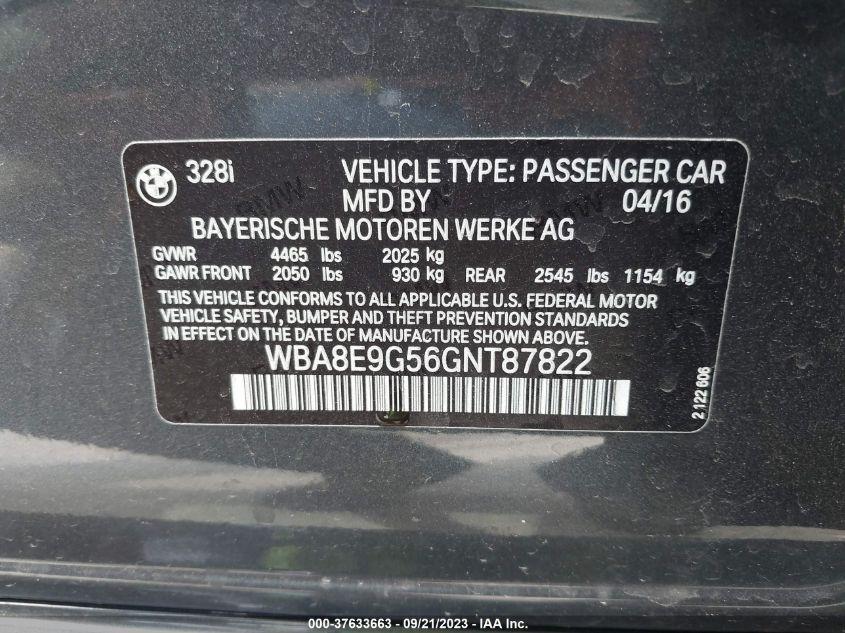 328i VEHICLE TYPE: PASSENGER CAR
MFD BY 04/16
BAYERISCHE MOTOREN WERKE AG
GVWR 4465 lbs 2025 kg
GAWR FRONT 2050 lbs 930 kg REAR 2545 lbs 1154 kg
THIS VEHICLE CONFORMS TO ALL APPLICABLE U.S. FEDERAL MOTOR
VEHICLE SAFETY, BUMPER AND THEFT PREVENTION STANDARDS
IN EFFECT ON THE DATE OF MANUFACTURE SHOWN ABOVE.
WBA8E9G56GNT87822
2 122 606
000-37633663 - 09/21/2023 - IAA Inc.